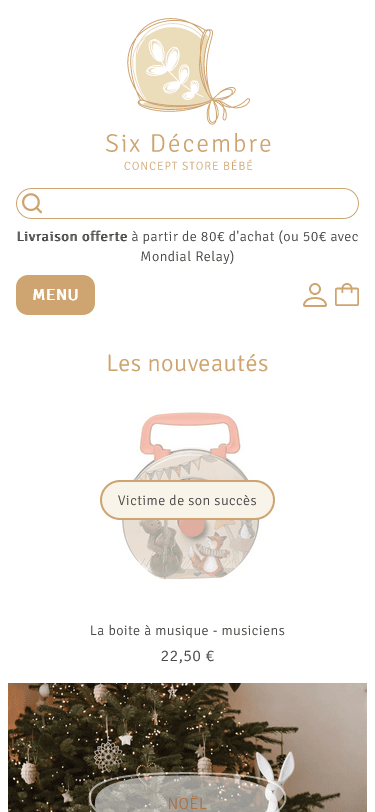 Six Décembre
CONCEPT STORE BÉBÉ
Livraison offerte à partir de 80€ d'achat (ou 50€ avec
Mondial Relay)
MENU
Les nouveautés
Victime de son succès
La boite à musique - musiciens
22,50 €
NOËL